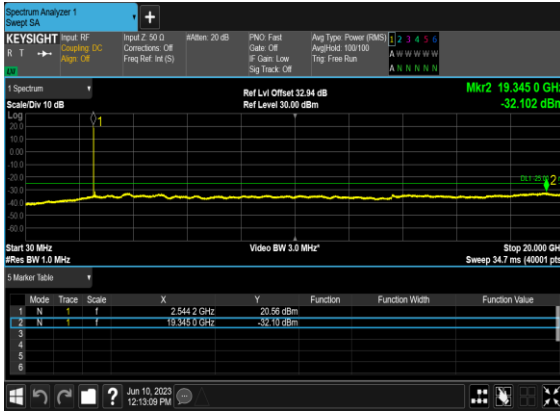 Spectrum Analyzer 1
Swept SA
+
KEYSIGHT Input: RF Input Z: 50 Ω #Atten: 20 dB PNO: Fast Avg Type: Power (RMS) 1 2 3 4 5 6
R T Coupling: DC Corrections: Off Gate: Off Avg|Hold: 100/100 A W W W W W
Align: Off Freq Ref: Int (S) IF Gain: Low Trig: Free Run
Sig Track: Off A N N N N N
LV
1 Spectrum Ref Lvl Offset 32.94 dB Mkr2 19.345 0 GHz
Scale/Div 10 dB Ref Level 30.00 dBm -32.102 dBm
Log
20.0
10.0
0.00
-10.0
-20.0
-30.0
-40.0
-50.0
-60.0
1
2
Start 30 MHz Video BW 3.0 MHz* Stop 20.000 GH
#Res BW 1.0 MHz Sweep 34.7 ms (40001 pts
5 Marker Table
Mode Trace Scale X Y Function Function Width Function Value
1 N 1 f 2.544 2 GHz 20.56 dBm
2 N 1 f 19.345 0 GHz -32.10 dBm
3
4
5
6
? Jun 10, 2023
12:13:09 PM